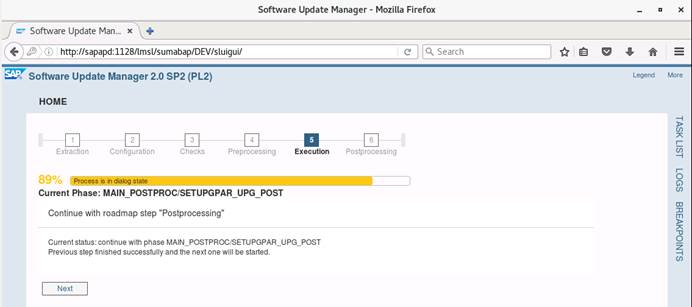 Software Update Manager - Mozilla Firefox
Software Update Man...
http://sapapd:1128/lmsl/sumabap/DEV/sluigui/
Search
SAP Software Update Manager 2.0 SP2 (PL2)
Legend More
HOME
1 2 3 4 5 6
Extraction Configuration Checks Preprocessing Execution Postprocessing
89% Process is in dialog state
Current Phase: MAIN_POSTPROC/SETUPGPAR_UPG_POST
Continue with roadmap step "Postprocessing"
Current status: continue with phase MAIN_POSTPROC/SETUPGPAR_UPG_POST
Previous step finished successfully and the next one will be started.
Next
TASK LIST
LOGS
BREAKPOINTS